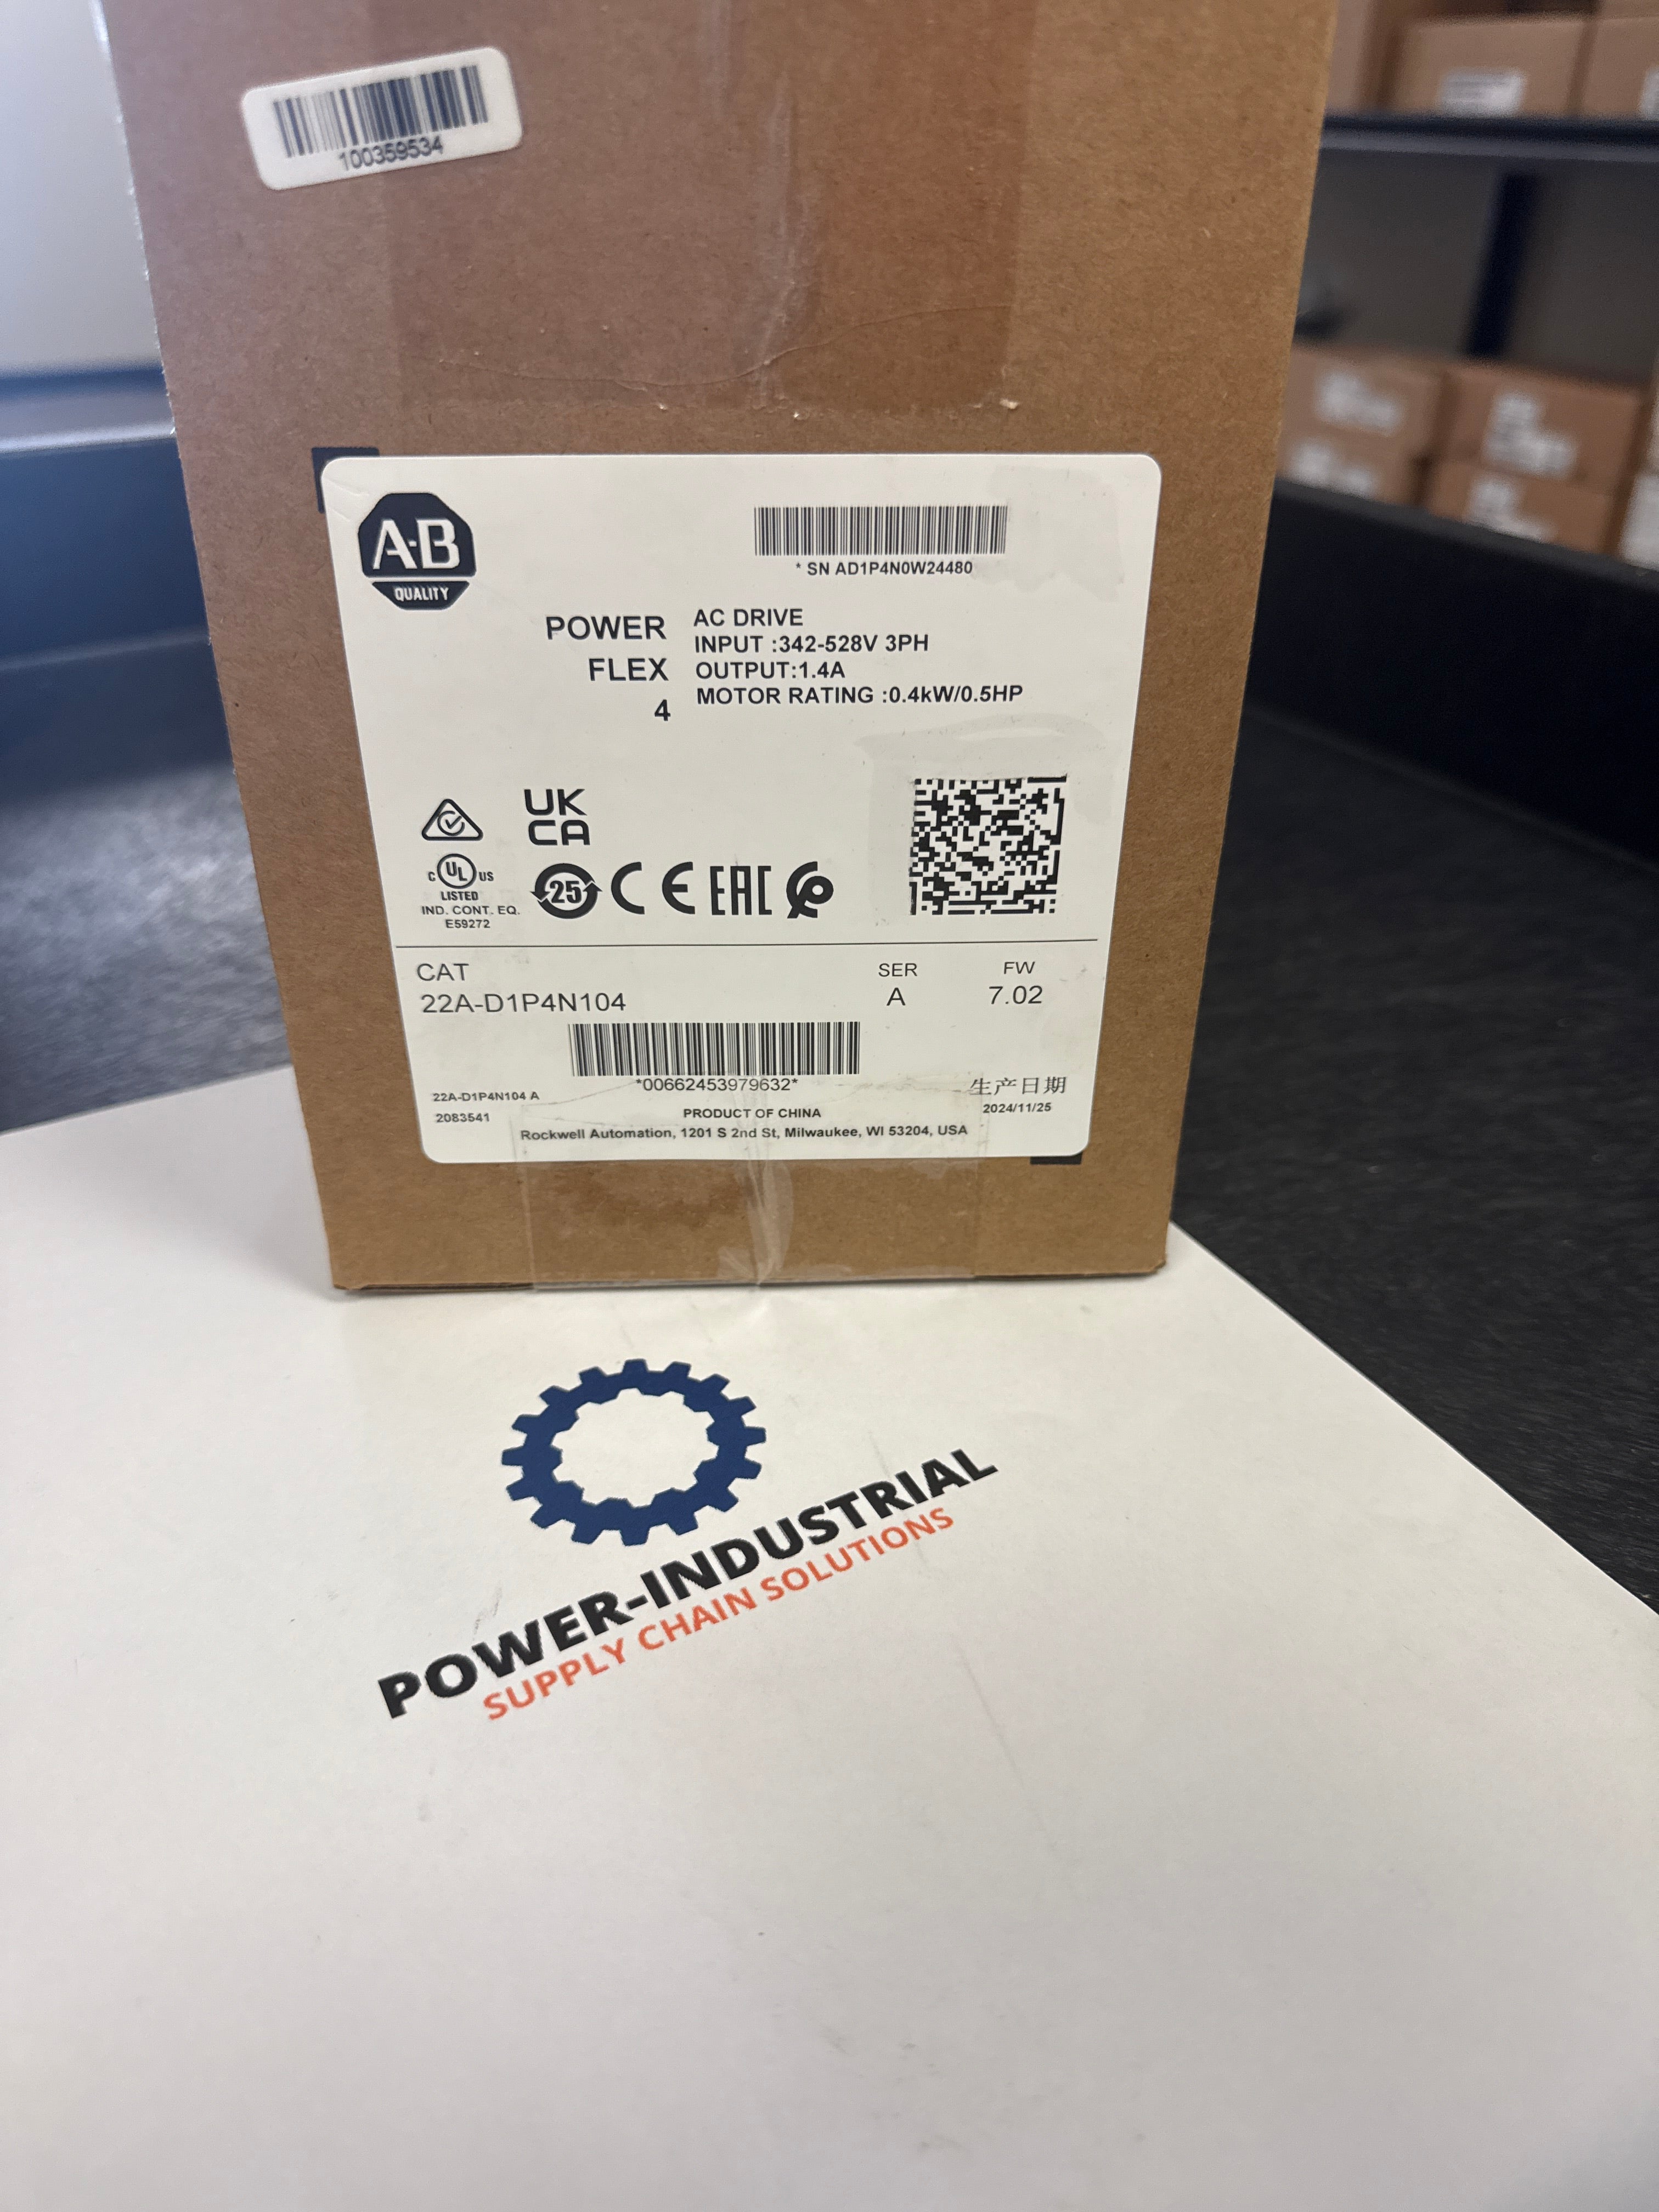 100359534
A-B
QUALITY
* SN AD1P4N0W24480
POWER
FLEX
4
AC DRIVE
INPUT :342-528V 3PH
OUTPUT:1.4A
MOTOR RATING :0.4kW/0.5HP
UK
CA
C UL US
LISTED
IND. CONT. EQ.
E59272
25
CE
EAC
CAT
22A-D1P4N104
SER
A
FW
7.02
*00662453979632*
22A-D1P4N104 A
2083541
生产日期
2024/11/25
PRODUCT OF CHINA
Rockwell Automation, 1201 S 2nd St, Milwaukee, WI 53204, USA
POWER-INDUSTRIAL
SUPPLY CHAIN SOLUTIONS